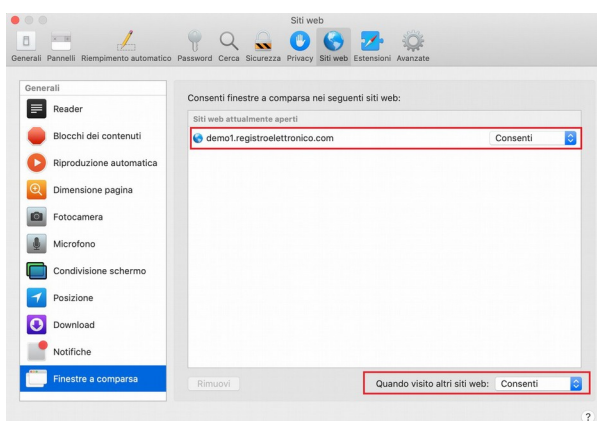 Siti web
Generali Pannelli Riempimento automatico Password Cerca Sicurezza Privacy Siti web Estensioni Avanzate
Generali
Reader
Blocchi dei contenuti
Riproduzione automatica
Dimensione pagina
Fotocamera
Microfono
Condivisione schermo
Posizione
Download
Notifiche
Finestre a comparsa
Consenti finestre a comparsa nei seguenti siti web:
Siti web attualmente aperti
demo1.registroelettronico.com Consenti
Rimuovi Quando visito altri siti web: Consenti
?